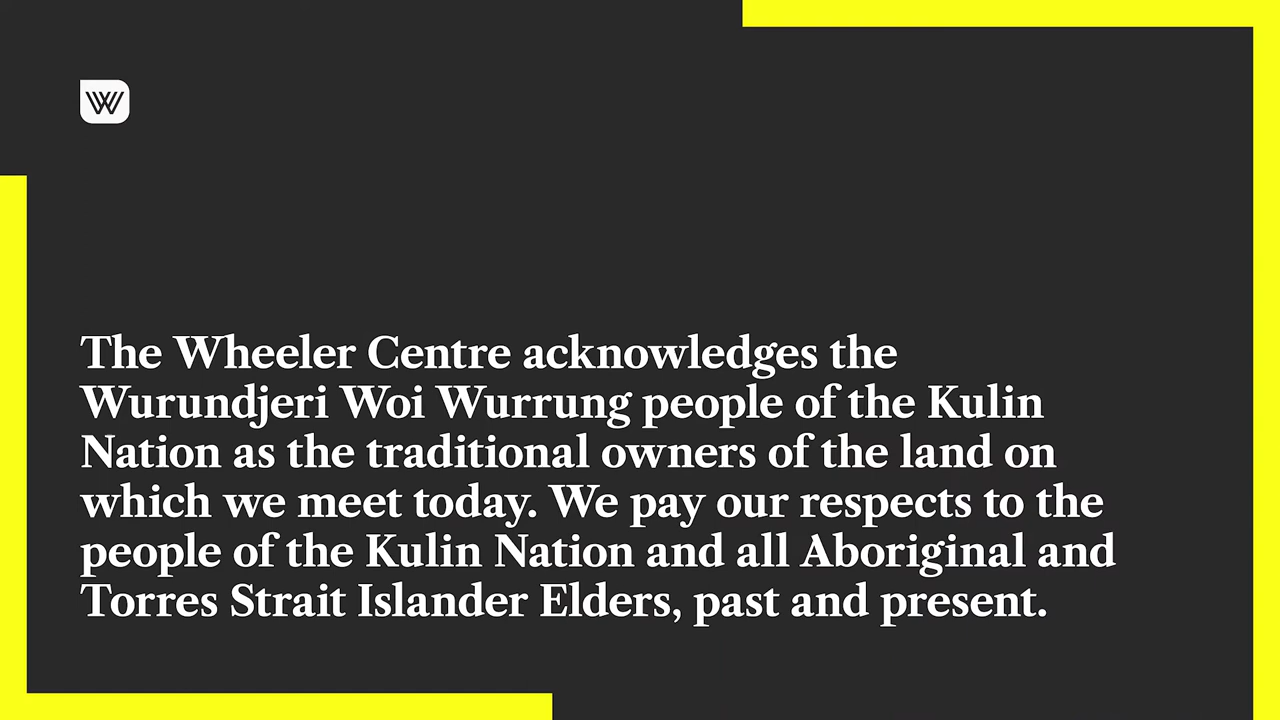 W
The Wheeler Centre acknowledges the
Wurundjeri Woi Wurrung people of the Kulin
Nation as the traditional owners of the land on
which we meet today. We pay our respects to the
people of the Kulin Nation and all Aboriginal and
Torres Strait Islander Elders, past and present.